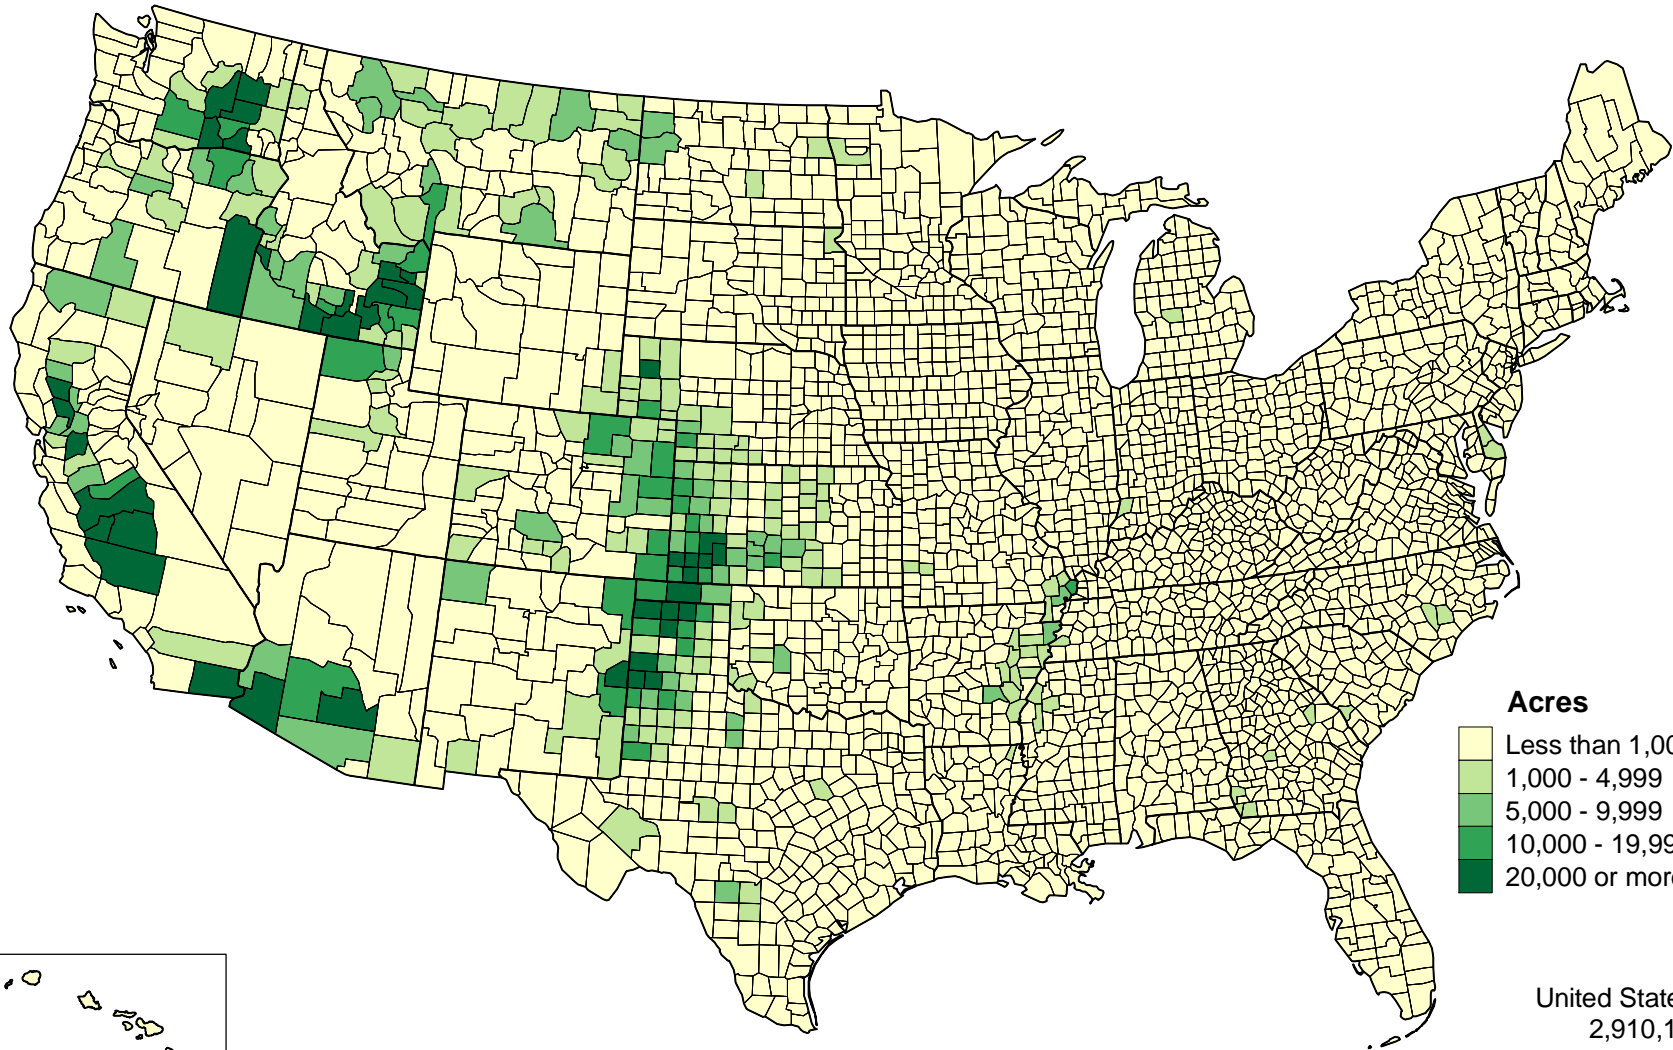 Acres
Less than 1,00
1,000 - 4,999
5,000 - 9,999
10,000 - 19,99
20,000 or more
United State
2,910,1